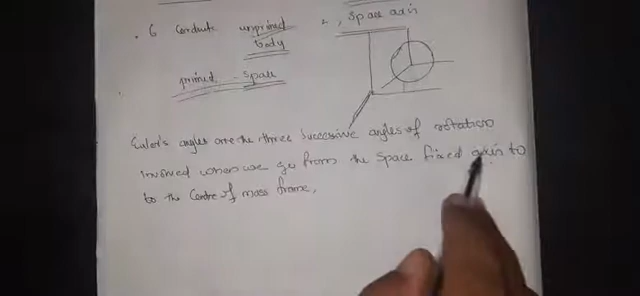 6 Cordinate unprimed
, Space axis
body
primed - space
Euler's angles are the three successive angles of rotation
involved when we go from the space fixed axis to
to the Centre of mass frame,